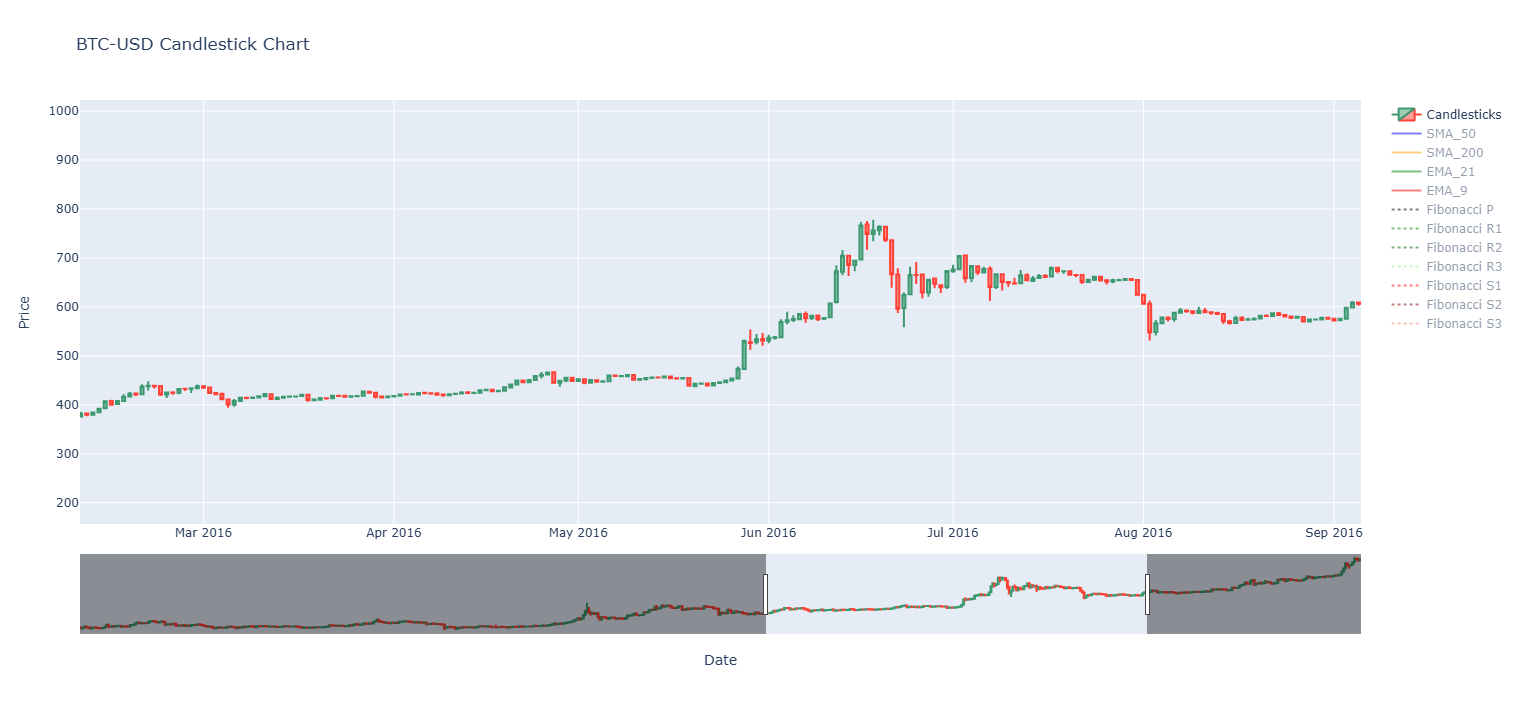 BTC-USD Candlestick Chart
1000
900
800
700
600
500
400
300
200
Price
Mar 2016
Apr 2016
May 2016
Jun 2016
Jul 2016
Aug 2016
Sep 2016
Date
Candlesticks
SMA_50
SMA_200
EMA_21
EMA_9
Fibonacci P
Fibonacci R1
Fibonacci R2
Fibonacci R3
Fibonacci S1
Fibonacci S2
Fibonacci S3